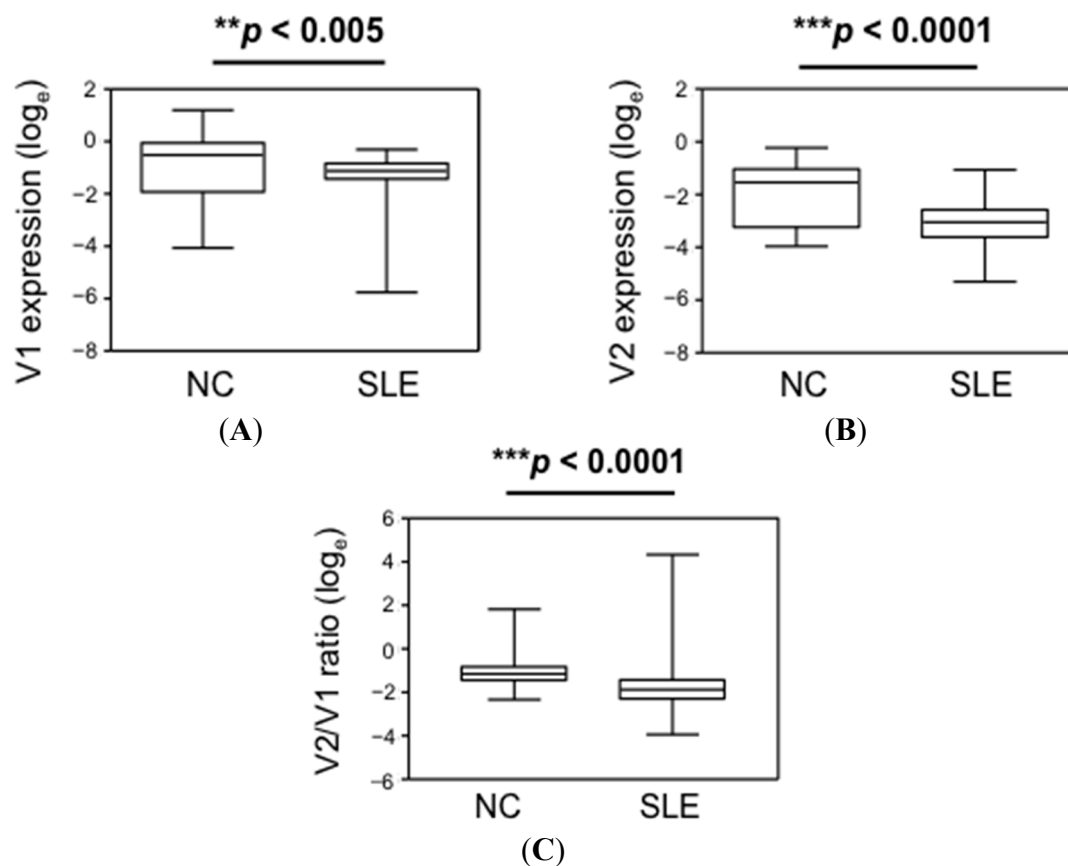 **p < 0.005
V1 expression (logₑ)
2
0
−2
−4
−6
−8
NC SLE
(A)
***p < 0.0001
V2 expression (logₑ)
2
0
−2
−4
−6
−8
NC SLE
(B)
***p < 0.0001
V2/V1 ratio (logₑ)
6
4
2
0
−2
−4
−6
NC SLE
(C)